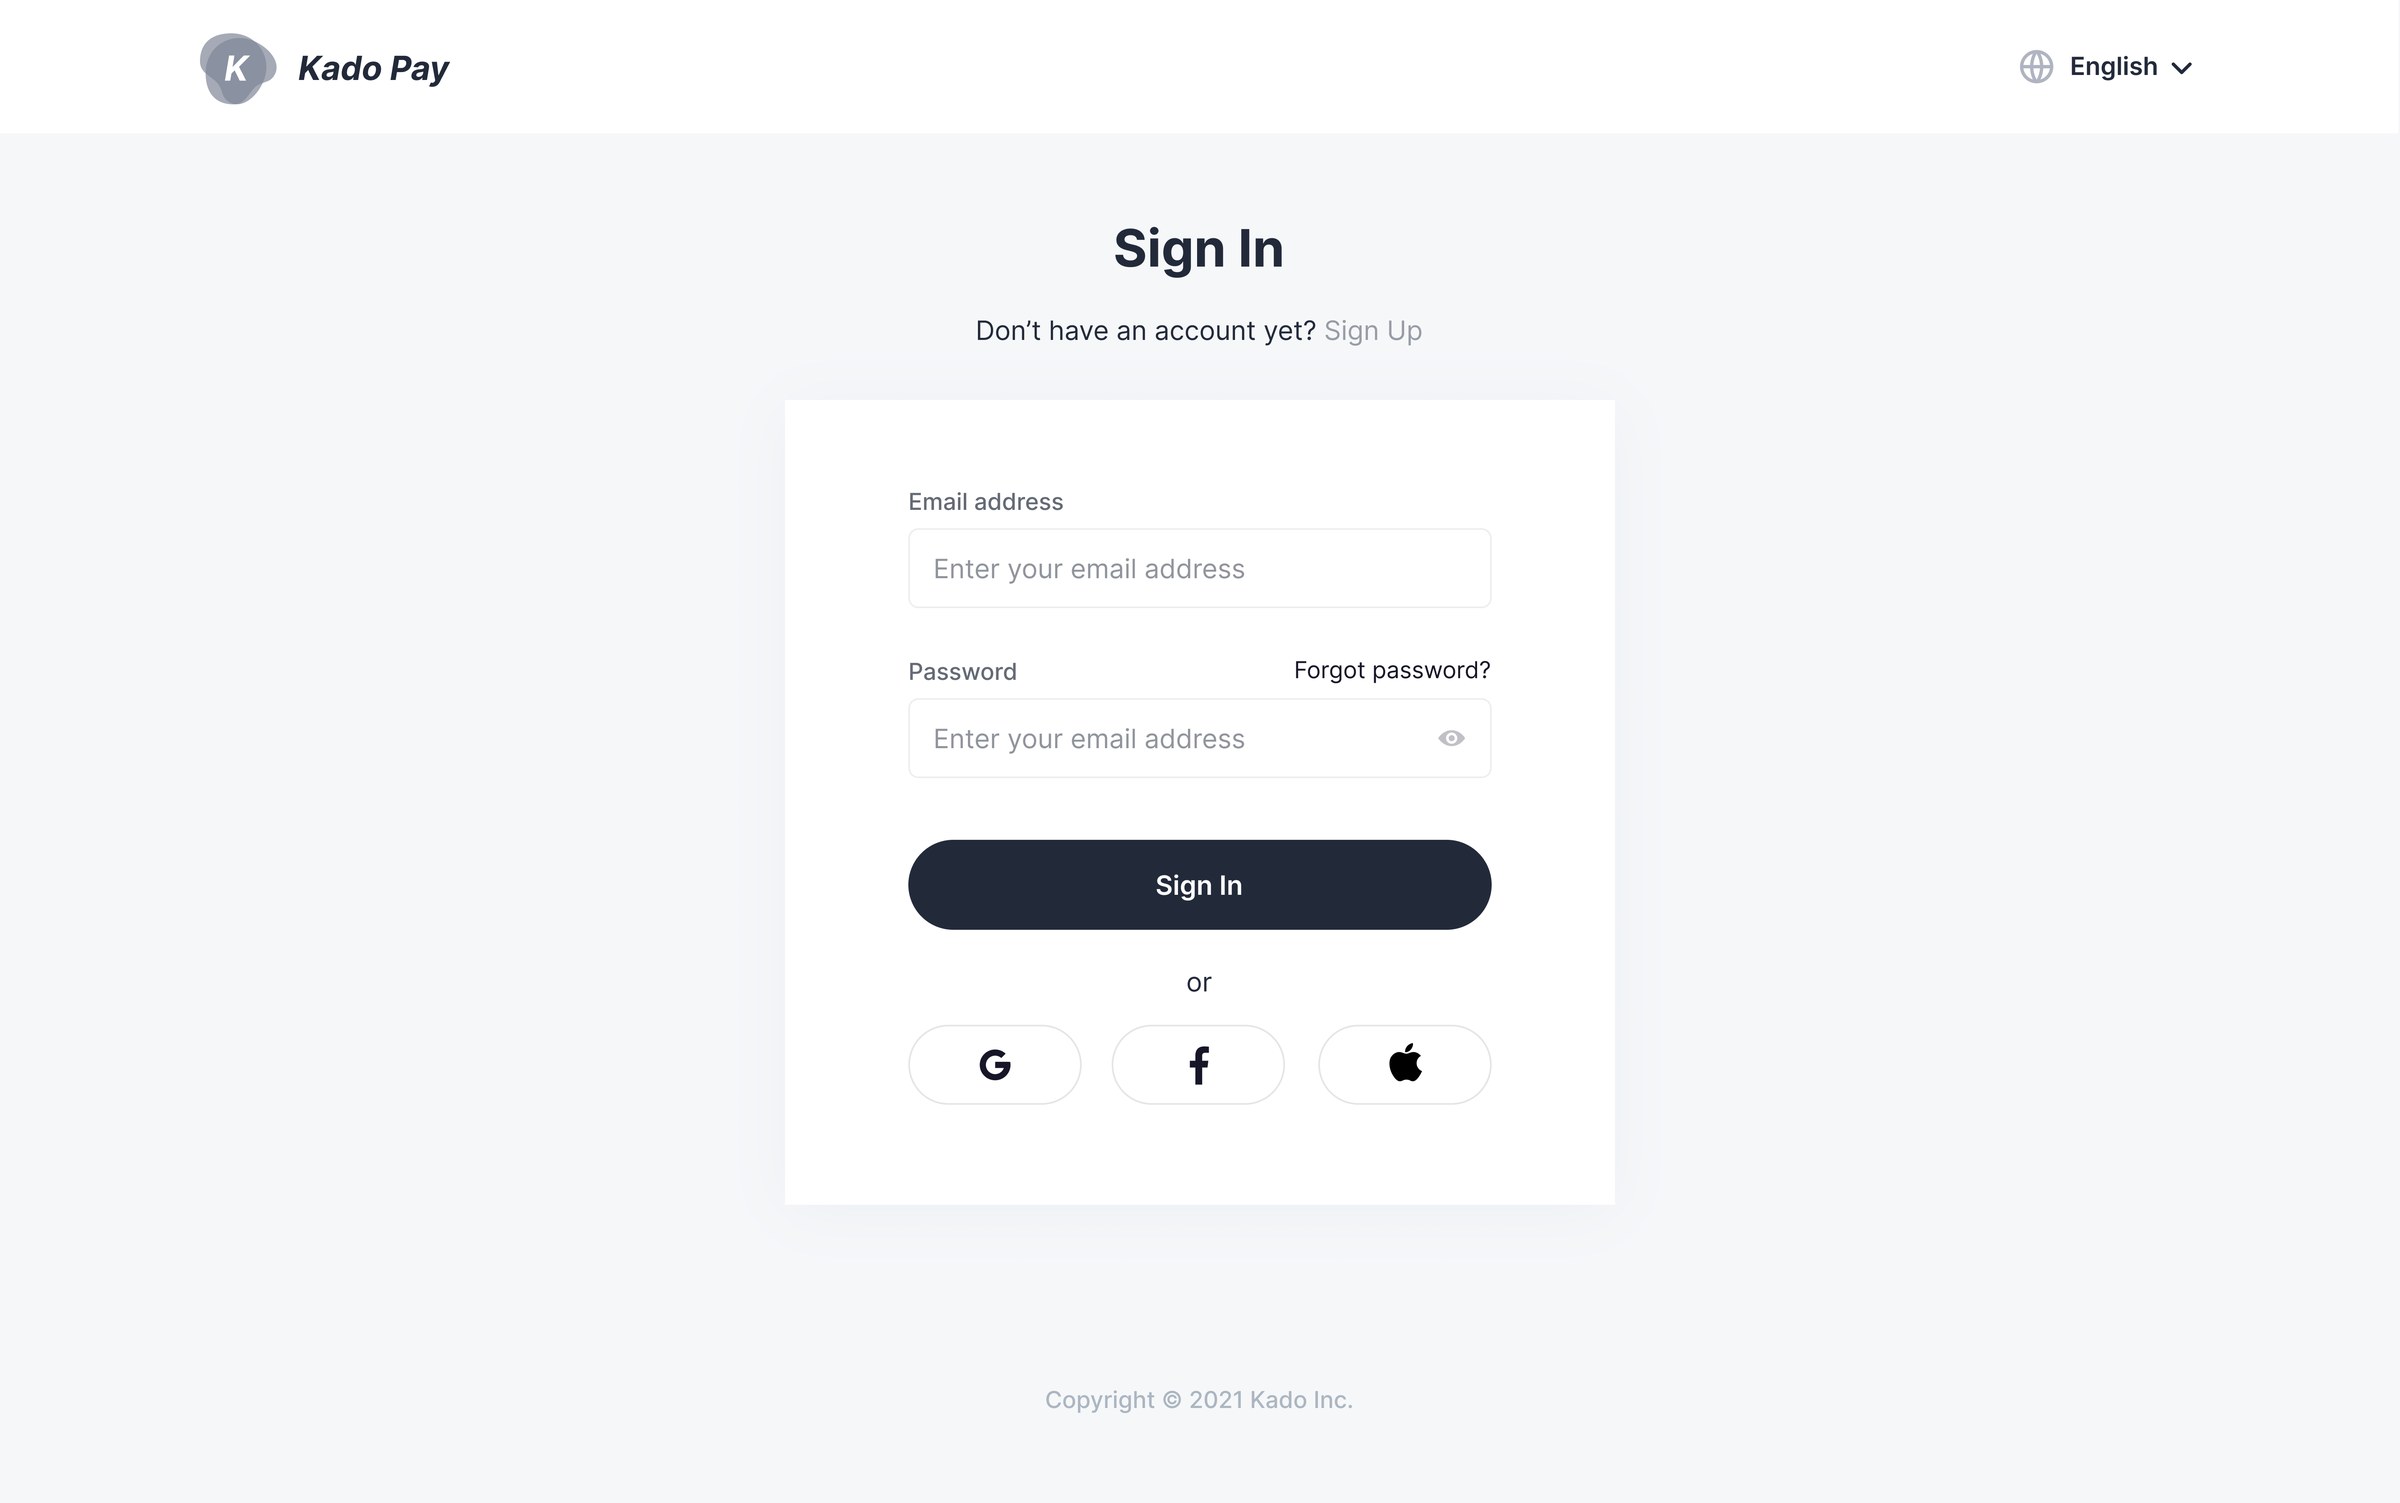 K
Kado Pay
English
Sign In
Don’t have an account yet? Sign Up
Email address
Enter your email address
Password
Forgot password?
Enter your email address
Sign In
or
Copyright © 2021 Kado Inc.